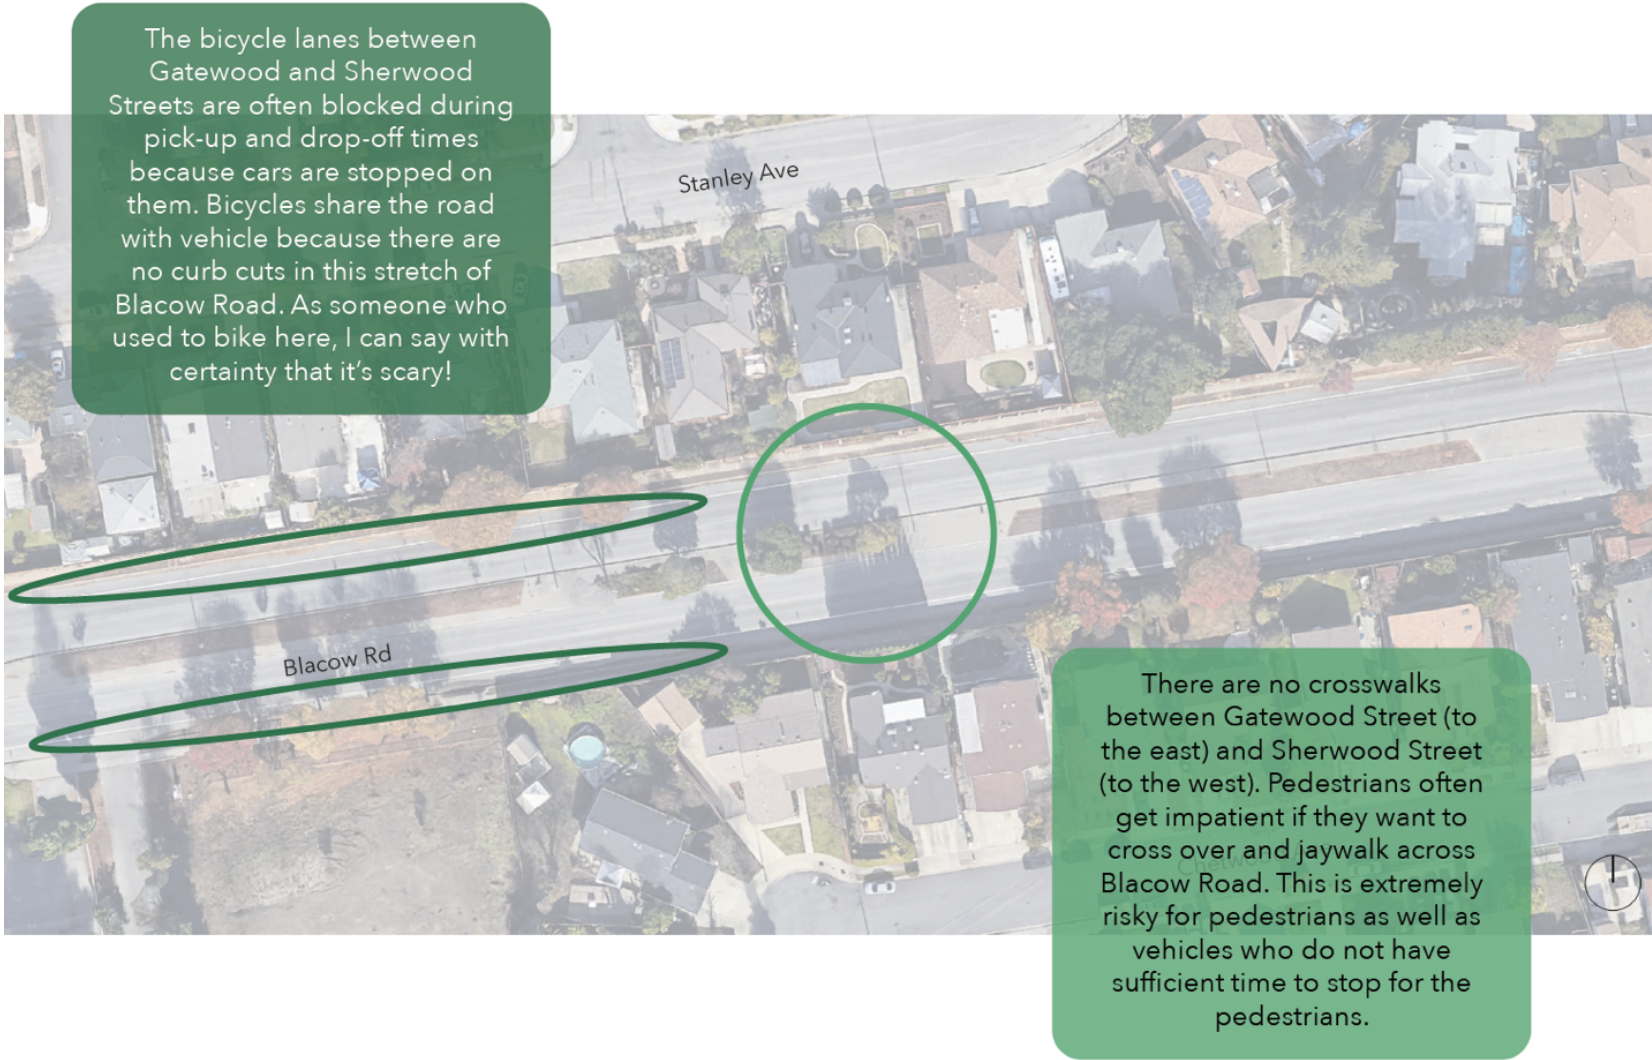 The bicycle lanes between
Gatewood and Sherwood
Streets are often blocked during
pick-up and drop-off times
because cars are stopped on
them. Bicycles share the road
with vehicle because there are
no curb cuts in this stretch of
Blacow Road. As someone who
used to bike here, I can say with
certainty that it's scary!
Stanley Ave
Blacow Rd
There are no crosswalks
between Gatewood Street (to
the east) and Sherwood Street
(to the west). Pedestrians often
get impatient if they want to
cross over and jaywalk across
Blacow Road. This is extremely
risky for pedestrians as well as
vehicles who do not have
sufficient time to stop for the
pedestrians.